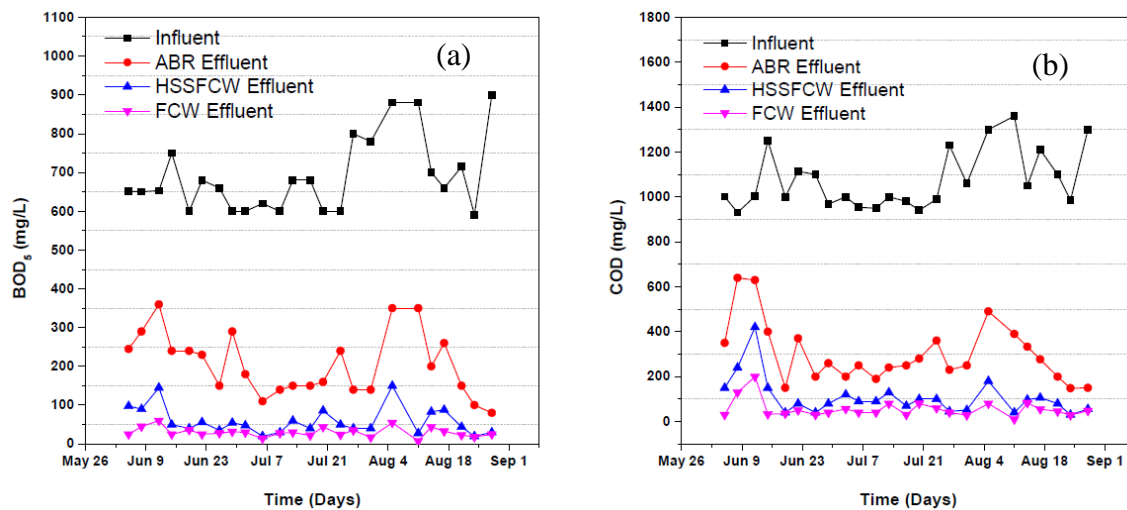 (a)
Influent
ABR Effluent
HSSFCW Effluent
FCW Effluent
BOD₅ (mg/L)
1100
1000
900
800
700
600
500
400
300
200
100
0
May 26 Jun 9 Jun 23 Jul 7 Jul 21 Aug 4 Aug 18 Sep 1
Time (Days)
(b)
Influent
ABR Effluent
HSSFCW Effluent
FCW Effluent
COD (mg/L)
1800
1600
1400
1200
1000
800
600
400
200
0
May 26 Jun 9 Jun 23 Jul 7 Jul 21 Aug 4 Aug 18 Sep 1
Time (Days)